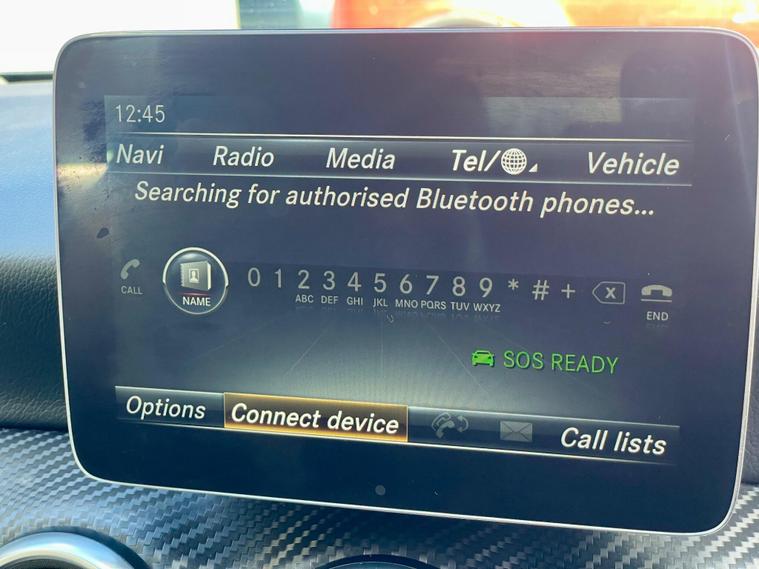 12:45
Navi Radio Media Tel/ Vehicle
Searching for authorised Bluetooth phones...
CALL NAME 0 1 2 3 4 5 6 7 8 9 * # + X END
ABC DEF GHI JKL MNO PQRS TUV WXYZ
SOS READY
Options Connect device Call lists